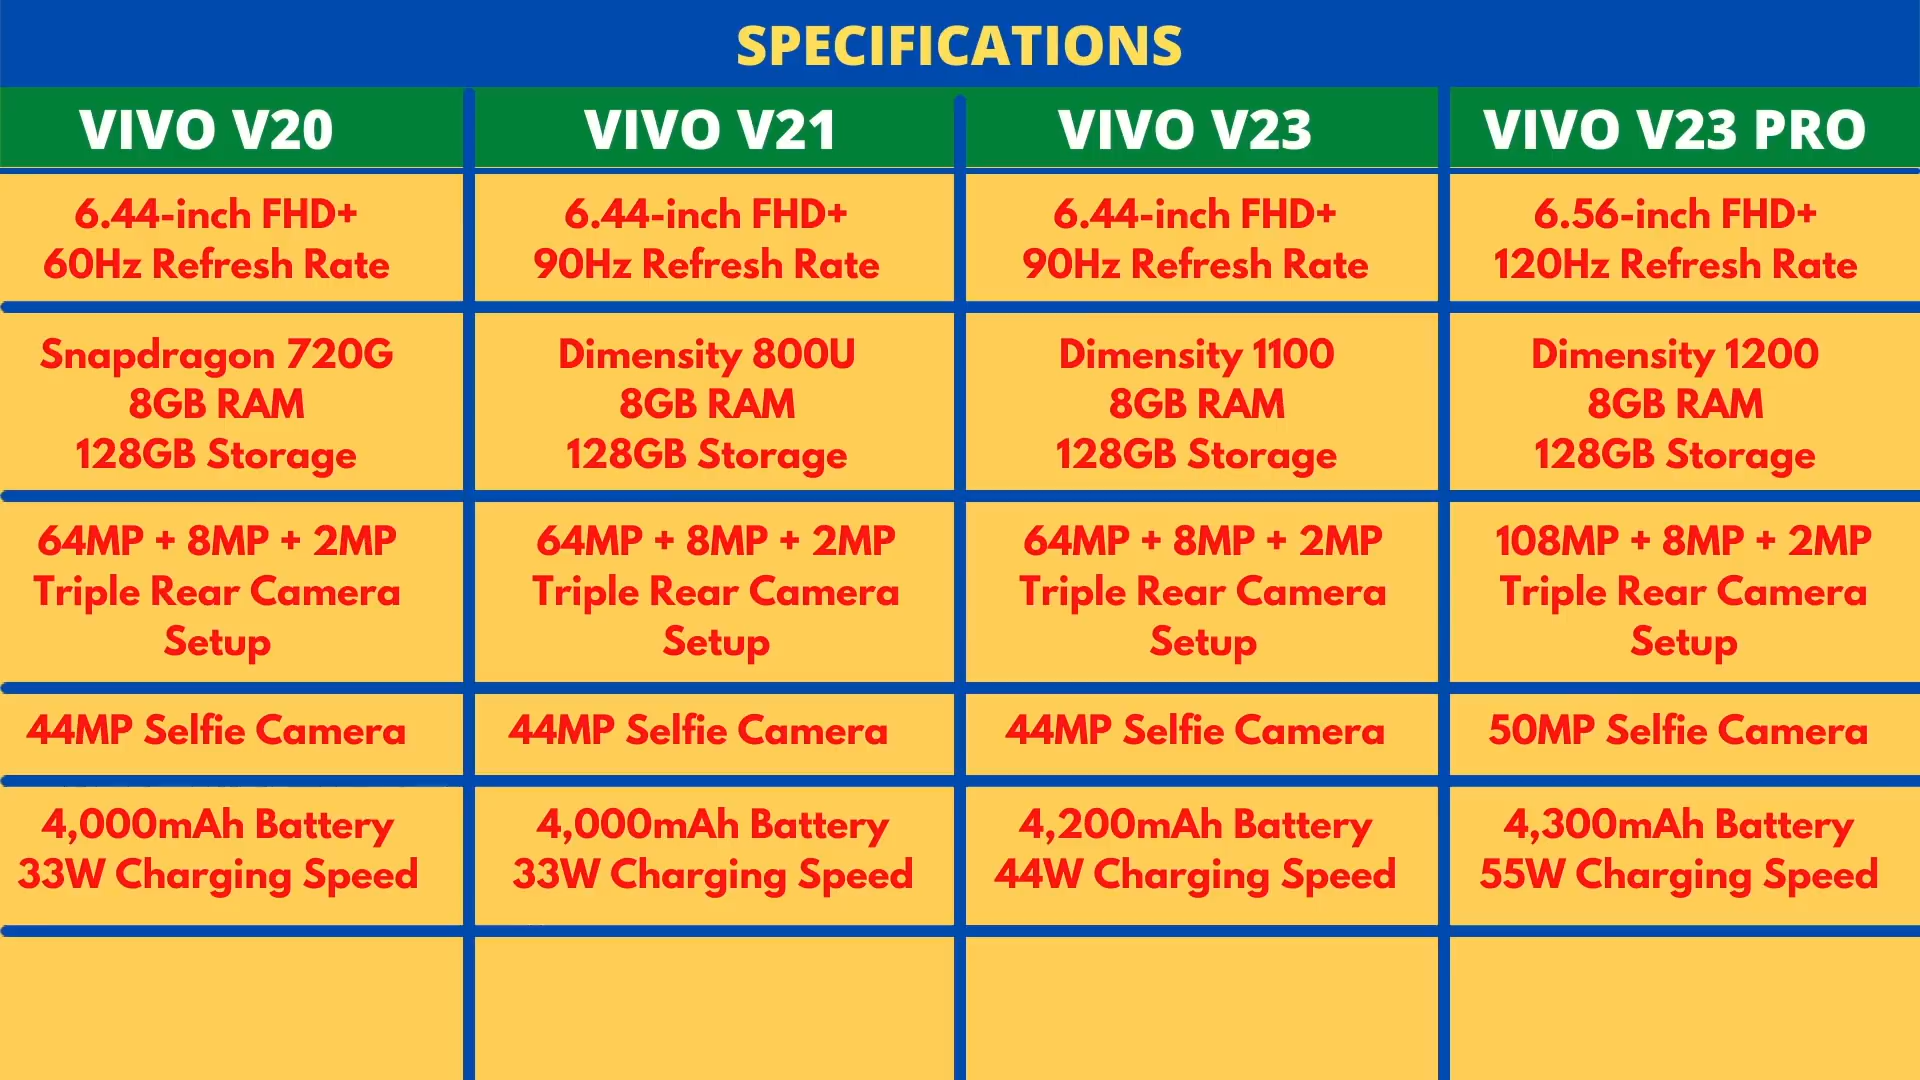 SPECIFICATIONS
VIVO V20
VIVO V21
VIVO V23
VIVO V23 PRO
6.44-inch FHD+
60Hz Refresh Rate
6.44-inch FHD+
90Hz Refresh Rate
6.44-inch FHD+
90Hz Refresh Rate
6.56-inch FHD+
120Hz Refresh Rate
Snapdragon 720G
8GB RAM
128GB Storage
Dimensity 800U
8GB RAM
128GB Storage
Dimensity 1100
8GB RAM
128GB Storage
Dimensity 1200
8GB RAM
128GB Storage
64MP + 8MP + 2MP
Triple Rear Camera
Setup
64MP + 8MP + 2MP
Triple Rear Camera
Setup
64MP + 8MP + 2MP
Triple Rear Camera
Setup
108MP + 8MP + 2MP
Triple Rear Camera
Setup
44MP Selfie Camera
44MP Selfie Camera
44MP Selfie Camera
50MP Selfie Camera
4,000mAh Battery
33W Charging Speed
4,000mAh Battery
33W Charging Speed
4,200mAh Battery
44W Charging Speed
4,300mAh Battery
55W Charging Speed